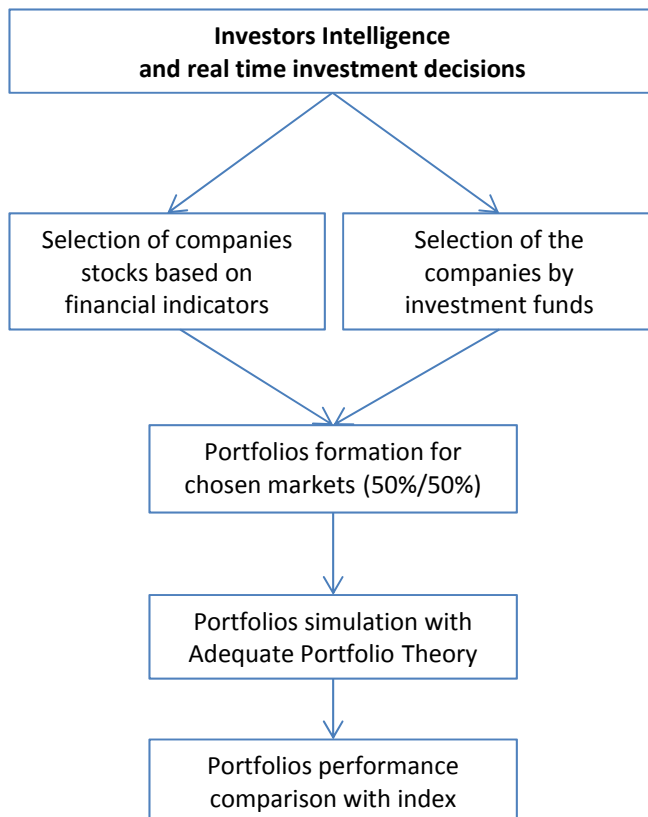 Investors Intelligence
and real time investment decisions
Selection of companies
stocks based on
financial indicators
Selection of the
companies by
investment funds
Portfolios formation for
chosen markets (50%/50%)
Portfolios simulation with
Adequate Portfolio Theory
Portfolios performance
comparison with index